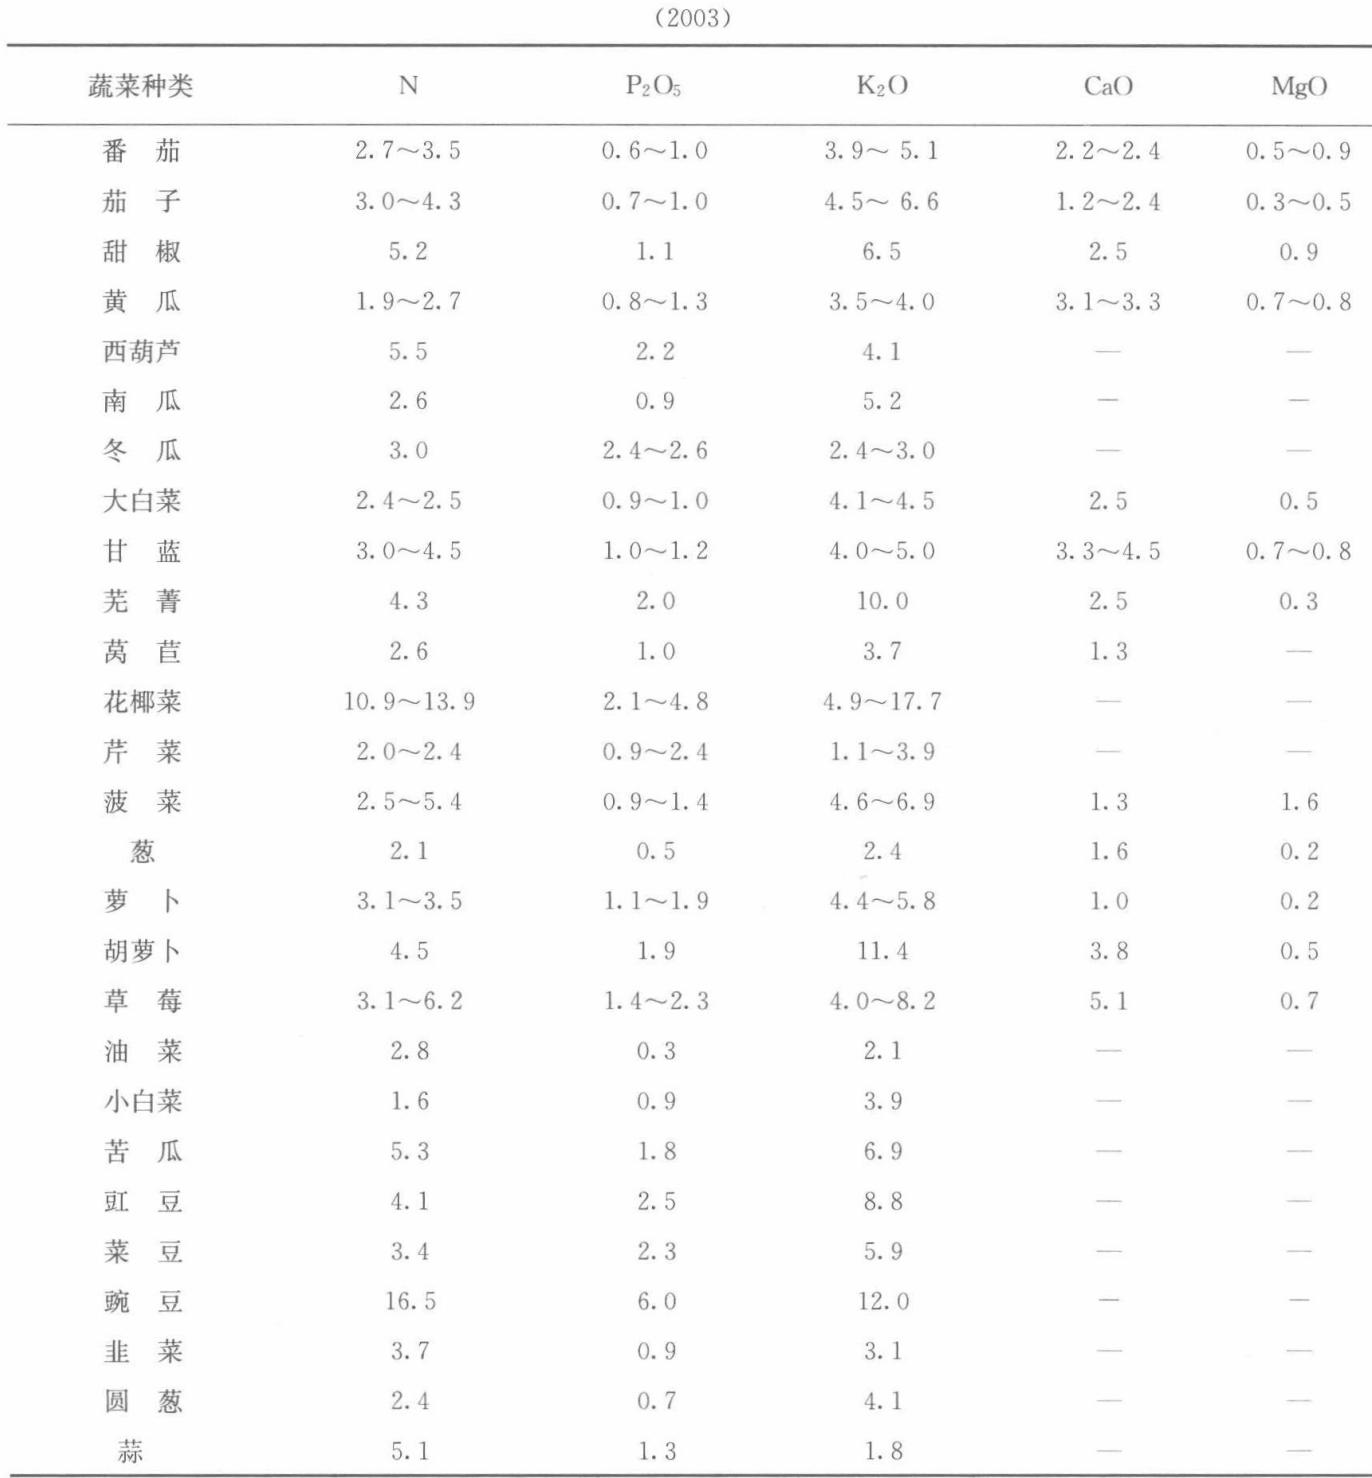 （2003）
蔬菜种类 N P₂O₅ K₂O CaO MgO
番 茄 2.7～3.5 0.6～1.0 3.9～ 5.1 2.2～2.4 0.5～0.9
茄 子 3.0～4.3 0.7～1.0 4.5～ 6.6 1.2～2.4 0.3～0.5
甜 椒 5.2 1.1 6.5 2.5 0.9
黄 瓜 1.9～2.7 0.8～1.3 3.5～4.0 3.1～3.3 0.7～0.8
西葫芦 5.5 2.2 4.1 — —
南 瓜 2.6 0.9 5.2 — —
冬 瓜 3.0 2.4～2.6 2.4～3.0 — —
大白菜 2.4～2.5 0.9～1.0 4.1～4.5 2.5 0.5
甘 蓝 3.0～4.5 1.0～1.2 4.0～5.0 3.3～4.5 0.7～0.8
芜 菁 4.3 2.0 10.0 2.5 0.3
莴 苣 2.6 1.0 3.7 1.3 —
花椰菜 10.9～13.9 2.1～4.8 4.9～17.7 — —
芹 菜 2.0～2.4 0.9～2.4 1.1～3.9 — —
菠 菜 2.5～5.4 0.9～1.4 4.6～6.9 1.3 1.6
葱 2.1 0.5 2.4 1.6 0.2
萝 卜 3.1～3.5 1.1～1.9 4.4～5.8 1.0 0.2
胡萝卜 4.5 1.9 11.4 3.8 0.5
草 莓 3.1～6.2 1.4～2.3 4.0～8.2 5.1 0.7
油 菜 2.8 0.3 2.1 — —
小白菜 1.6 0.9 3.9 — —
苦 瓜 5.3 1.8 6.9 — —
豇 豆 4.1 2.5 8.8 — —
菜 豆 3.4 2.3 5.9 — —
豌 豆 16.5 6.0 12.0 — —
韭 菜 3.7 0.9 3.1 — —
圆 葱 2.4 0.7 4.1 — —
蒜 5.1 1.3 1.8 — —